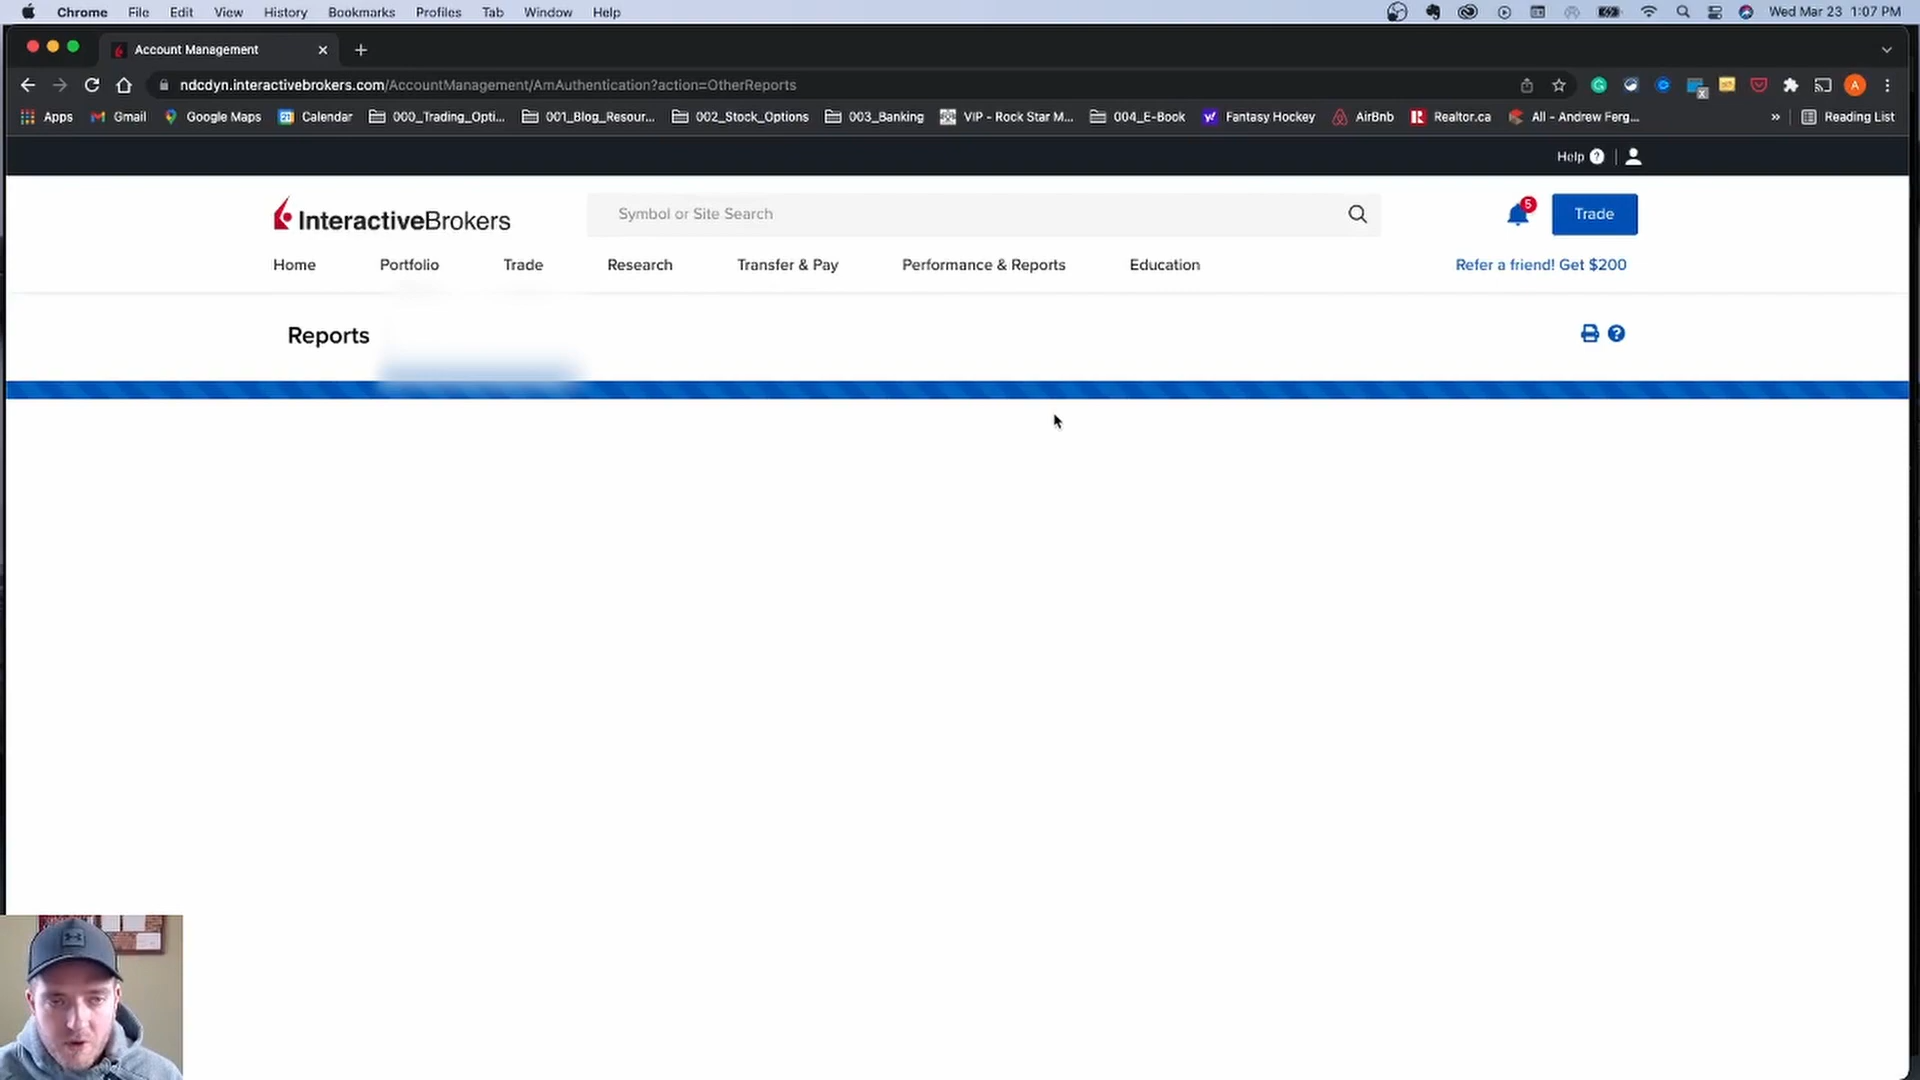 Chrome File Edit View History Bookmarks Profiles Tab Window Help Wed Mar 23 1:07 PM
Account Management
ndcdyn.interactivebrokers.com/AccountManagement/AmAuthentication?action=OtherReports A
Apps Gmail Google Maps Calendar 000_Trading_Opti... 001_Blog_Resour... 002_Stock_Options 003_Banking VIP - Rock Star M... 004_E-Book Fantasy Hockey AirBnb Realtor.ca All - Andrew Ferg... » Reading List
Help ?
InteractiveBrokers Symbol or Site Search 5 Trade
Home Portfolio Trade Research Transfer & Pay Performance & Reports Education Refer a friend! Get $200
Reports ?